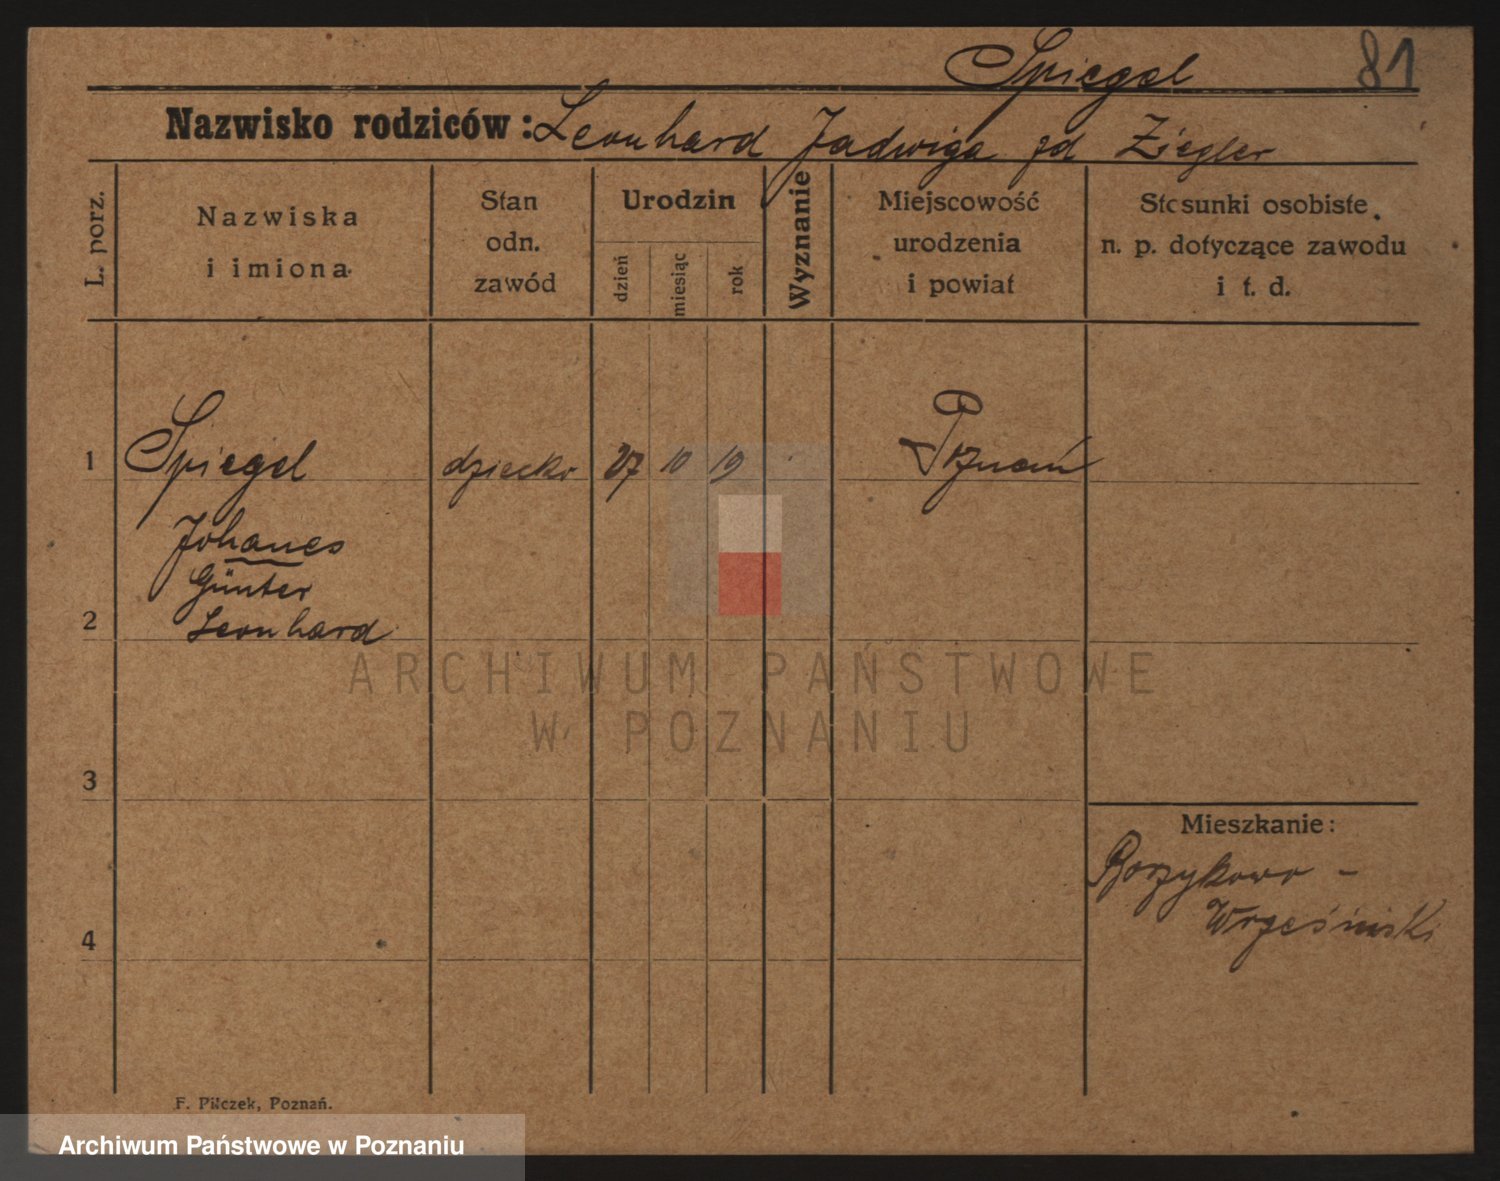 Spiegel 81
Nazwisko rodziców: Leonhard Jadwiga zd Ziegler
L. porz.
Nazwiska
i imiona
Stan
odn.
zawód
Urodzin
dzień
miesiąc
rok
Wyznanie
Miejscowość
urodzenia
i powiat
Stosunki osobiste
n. p. dotyczące zawodu
i t. d.
1 Spiegel dziecko 27 10 19 Poznań
Johanes
Günter
2 Leonhard
ARCHIWUM PAŃSTWOWE
W POZNANIU
3
Mieszkanie:
Borzykowo -
Wrzesiński
4
F. Pilczek, Poznań.
Archiwum Państwowe w Poznaniu